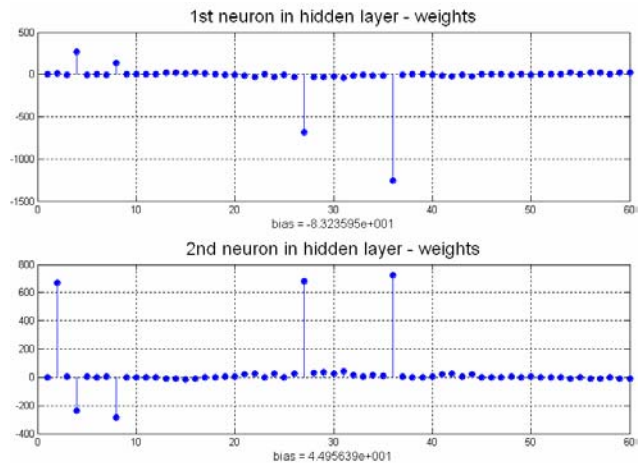 1st neuron in hidden layer - weights
500
0
-500
-1000
-1500
0 10 20 30 40 50 60
bias = -8.323595e+001
2nd neuron in hidden layer - weights
800
600
400
200
0
-200
-400
0 10 20 30 40 50 60
bias = 4.495639e+001